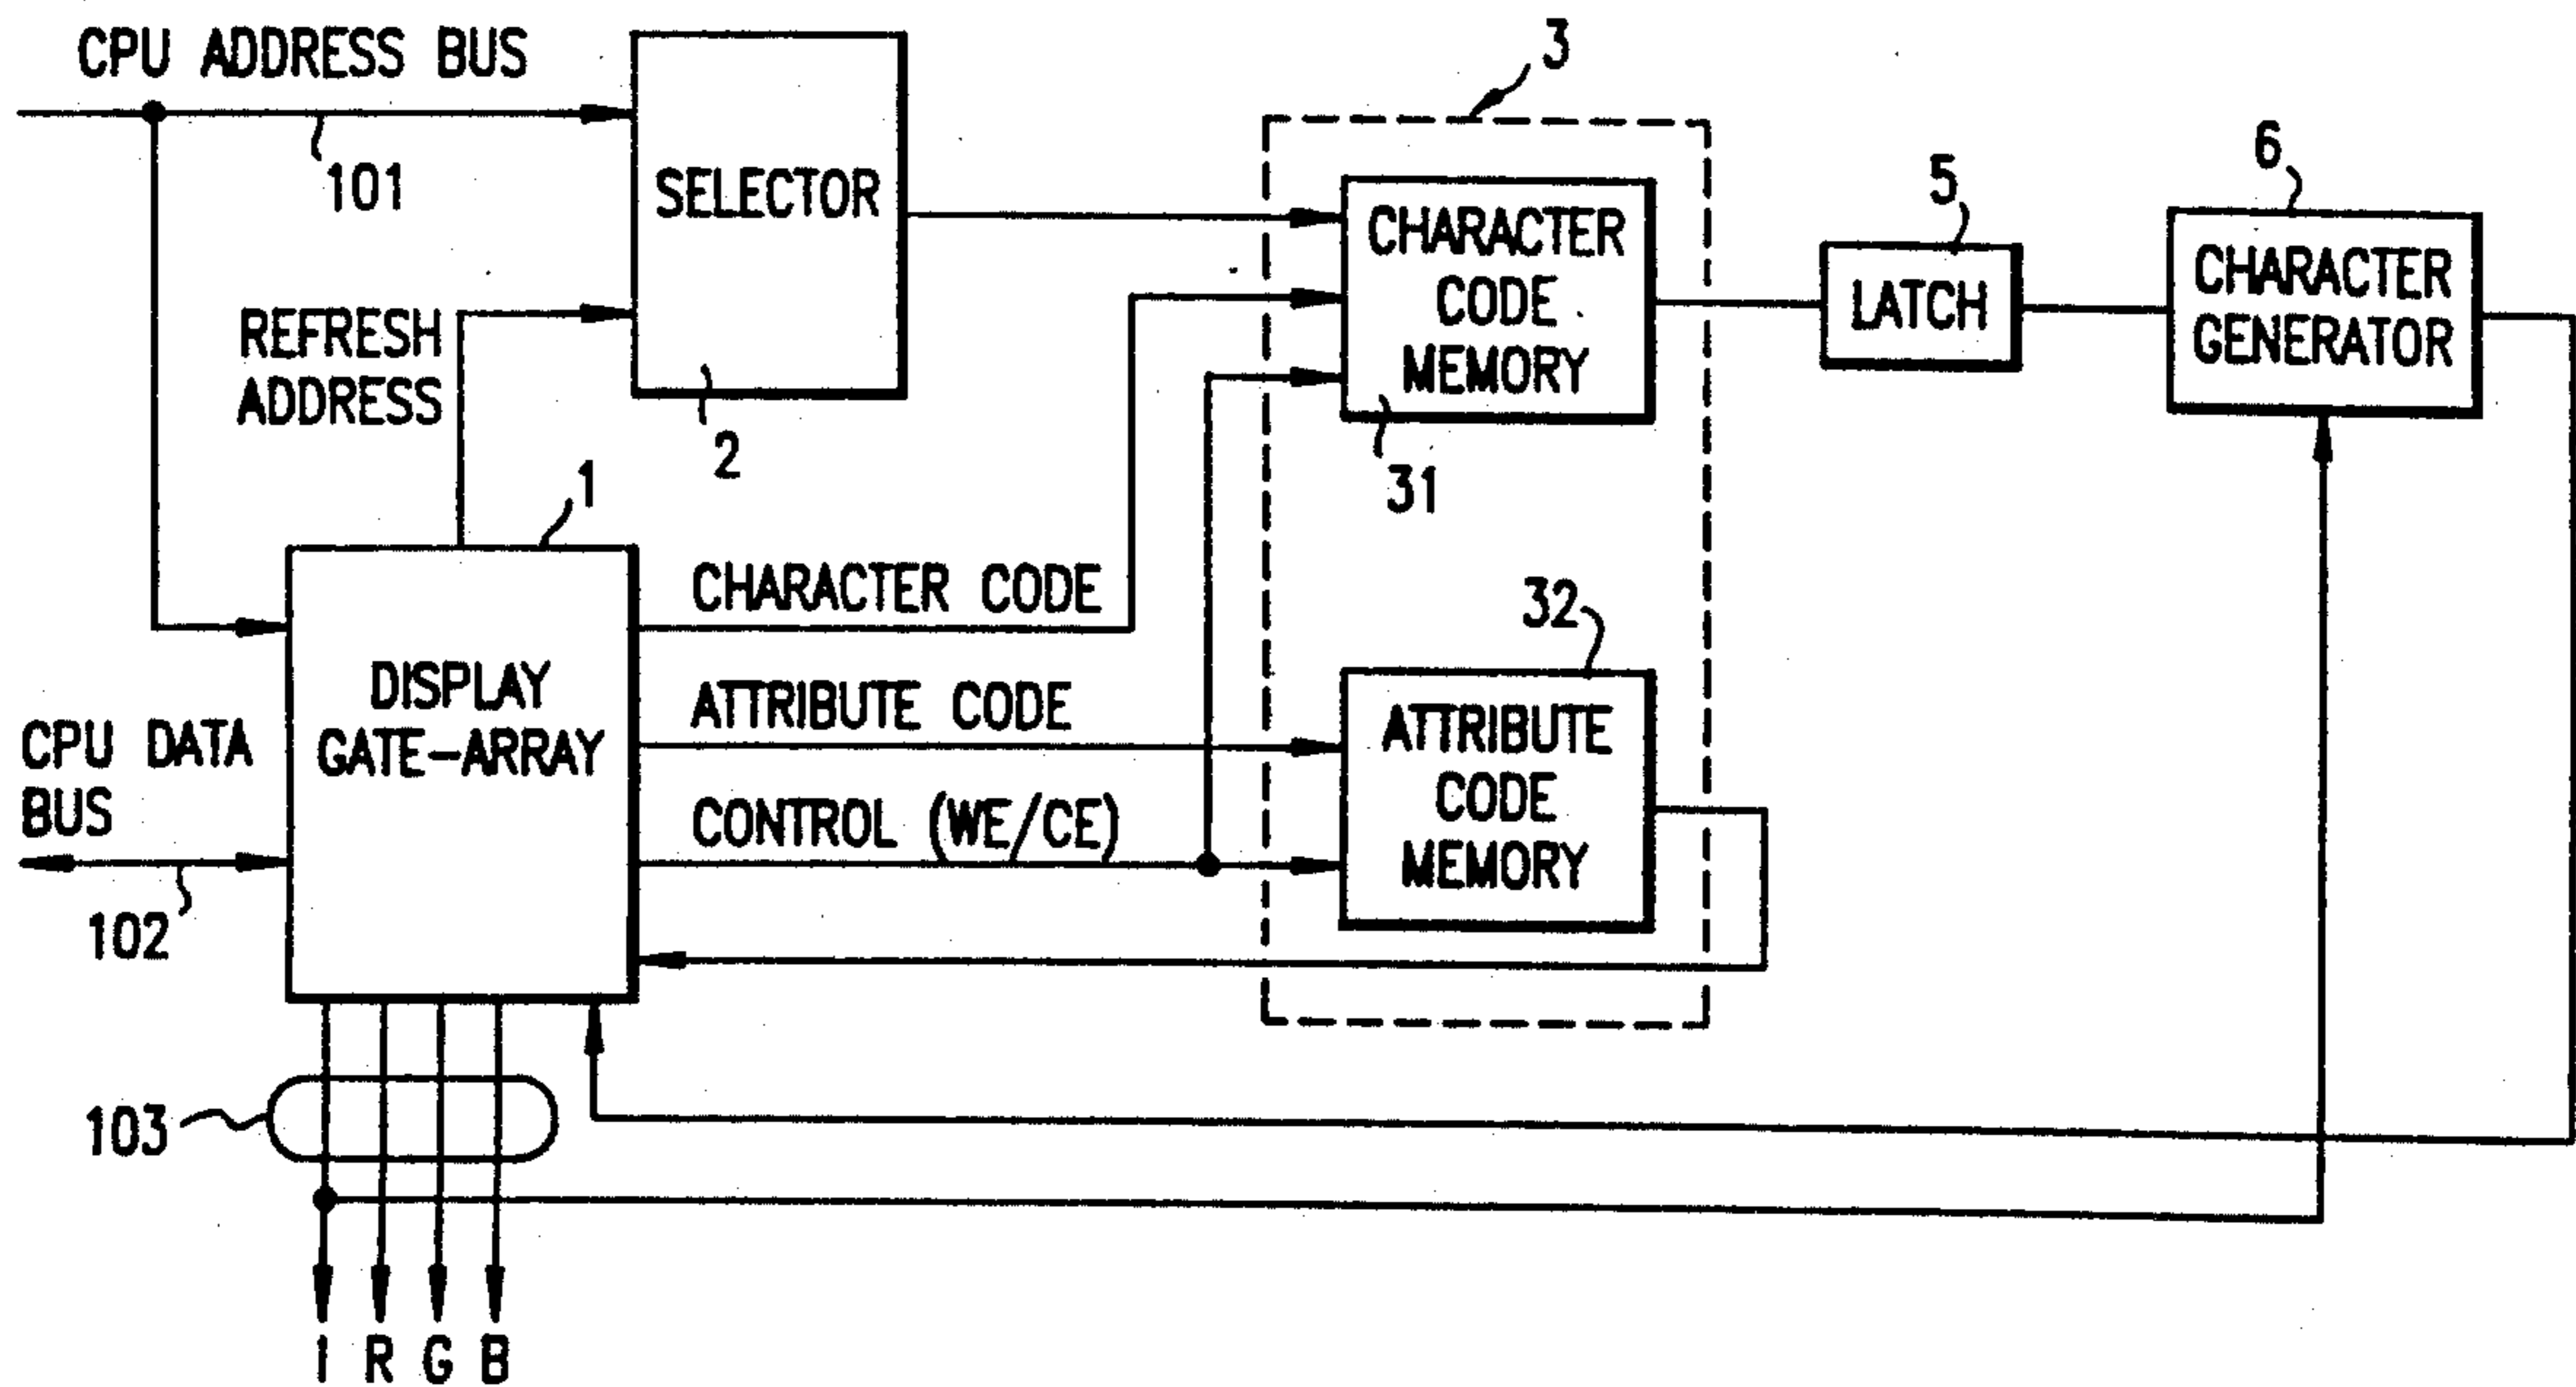 CPU ADDRESS BUS
101
SELECTOR
2
REFRESH
ADDRESS
3
CHARACTER
CODE
MEMORY
31
5
LATCH
6
CHARACTER
GENERATOR
1
DISPLAY
GATE-ARRAY
CPU DATA
BUS
102
CHARACTER CODE
ATTRIBUTE CODE
CONTROL (WE/CE)
32
ATTRIBUTE
CODE
MEMORY
103
I R G B